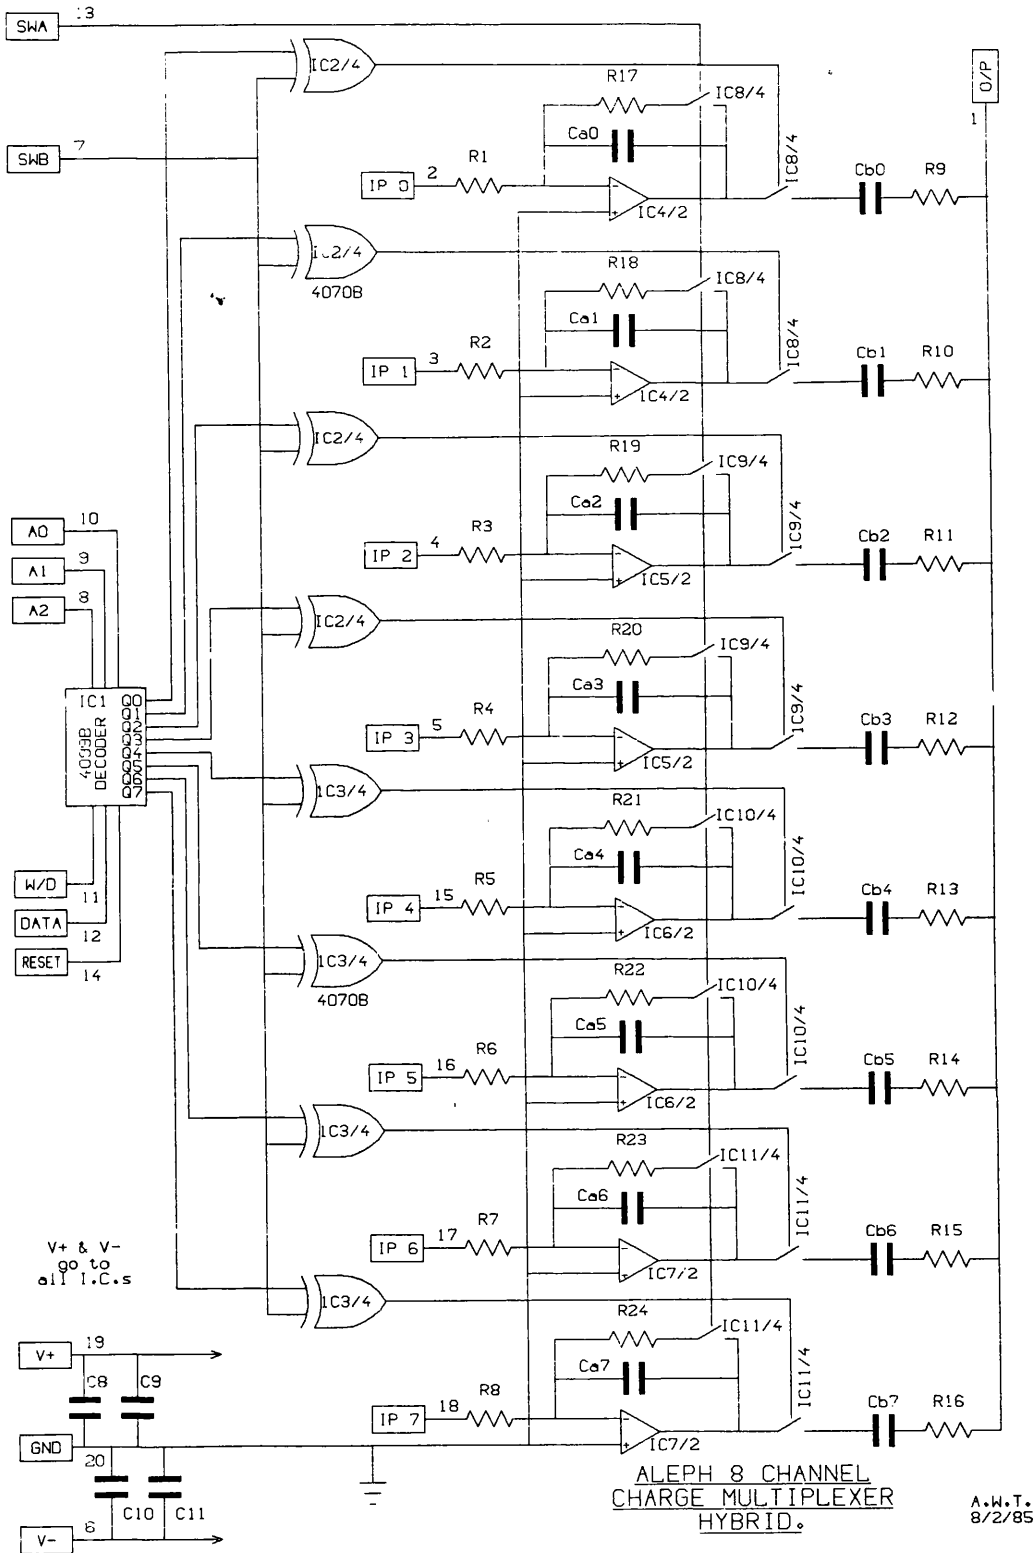 SWA 13
IC2/4
O/P
1
R17 IC8/4
Ca0
SWB 7
R1
IP 0 2
IC4/2
IC8/4
Cb0 R9
IC2/4
4070B
R18 IC8/4
Ca1
R2
IP 1 3
IC4/2
IC8/4
Cb1 R10
IC2/4
R19 IC9/4
Ca2
A0 10
R3
IP 2 4
IC5/2
IC9/4
Cb2 R11
A1 9
A2 8
IC2/4
R20 IC9/4
Ca3
IC1
DECODER
Q0
Q1
Q2
Q3
Q4
Q5
Q6
Q7
R4
IP 3 5
IC5/2
IC9/4
Cb3 R12
IC3/4
R21 IC10/4
Ca4
W/D 11
R5
IP 4 15
IC6/2
IC10/4
Cb4 R13
DATA 12
RESET 14
IC3/4
4070B
R22 IC10/4
Ca5
R6
IP 5 16
IC6/2
IC10/4
Cb5 R14
IC3/4
R23 IC11/4
Ca6
R7
IP 6 17
IC7/2
IC11/4
Cb6 R15
V+ & V-
go to
all I.C.s
IC3/4
R24 IC11/4
Ca7
V+ 19
C8 C9
R8
IP 7 18
IC7/2
IC11/4
Cb7 R16
GND
20
C10 C11
V- 6
ALEPH 8 CHANNEL
CHARGE MULTIPLEXER
HYBRID.
A.W.T.
8/2/85